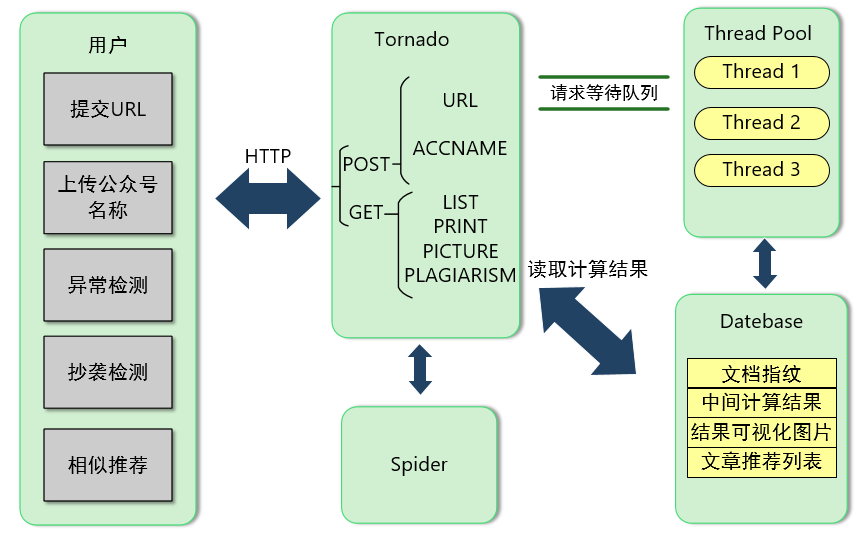 用户
提交URL
上传公众号
名称
异常检测
抄袭检测
相似推荐
HTTP
Tornado
POST
URL
ACCNAME
GET
LIST
PRINT
PICTURE
PLAGIARISM
Spider
请求等待队列
读取计算结果
Thread Pool
Thread 1
Thread 2
Thread 3
Datebase
文档指纹
中间计算结果
结果可视化图片
文章推荐列表